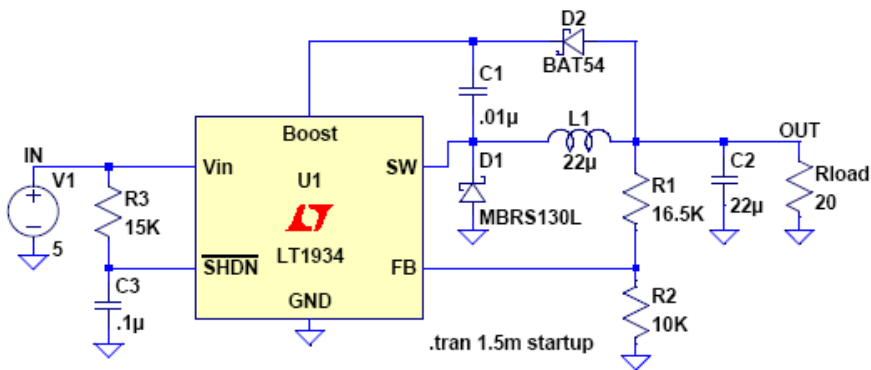 D2
BAT54
C1
.01µ
Boost
L1
22µ
OUT
IN
V1
5
R3
15K
Vin
U1
SW
D1
MBRS130L
R1
16.5K
C2
22µ
Rload
20
SHDN
LT1934
FB
C3
.1µ
GND
R2
10K
.tran 1.5m startup